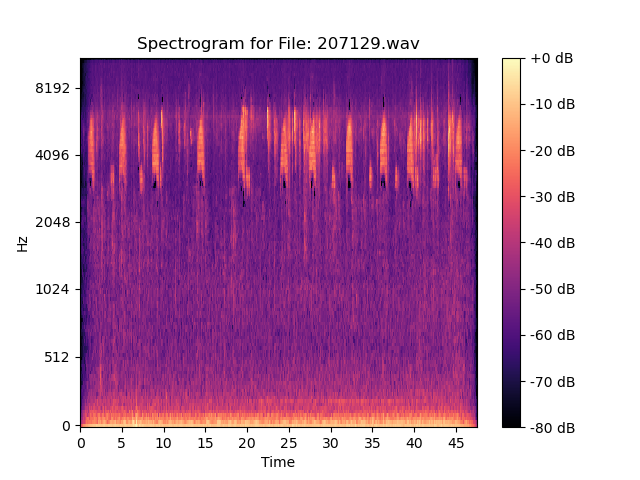 Spectrogram for File: 207129.wav
Hz
8192
4096
2048
1024
512
0
0 5 10 15 20 25 30 35 40 45
Time
+0 dB
-10 dB
-20 dB
-30 dB
-40 dB
-50 dB
-60 dB
-70 dB
-80 dB